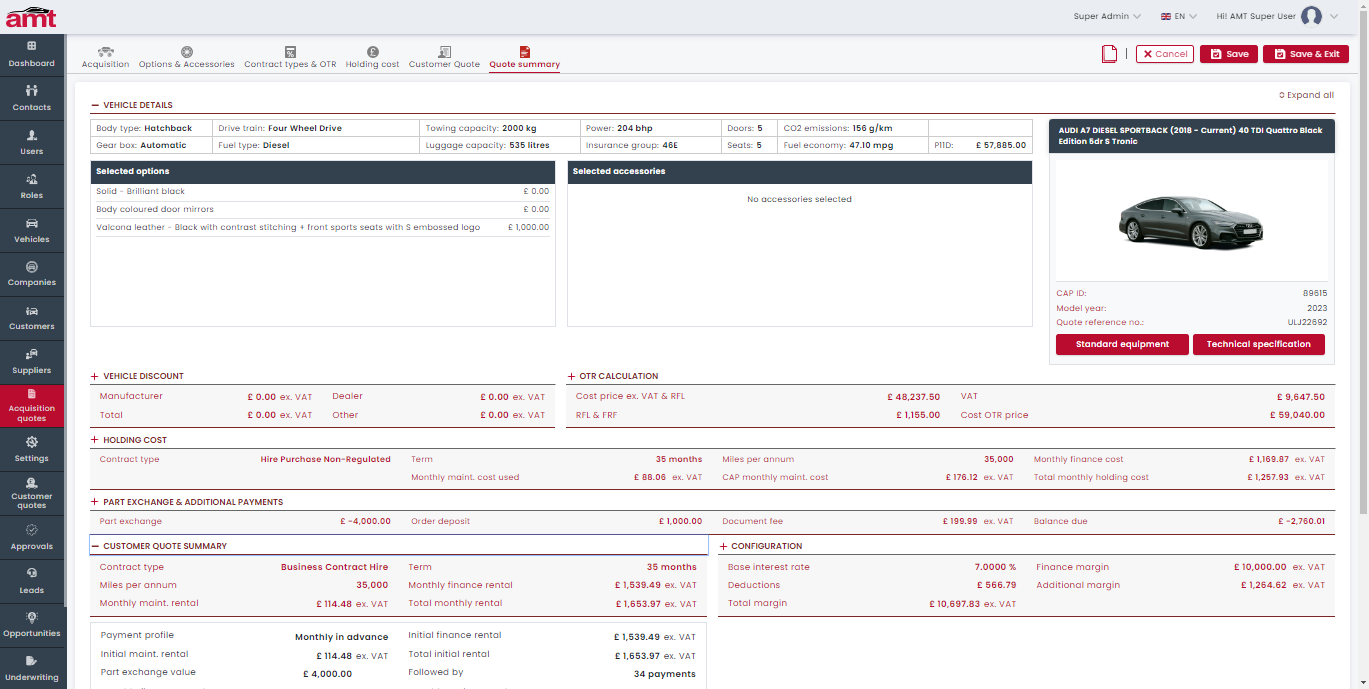 amt
Super Admin
EN
Hi! AMT Super User
Dashboard
Contacts
Users
Roles
Vehicles
Companies
Customers
Suppliers
Acquisition quotes
Settings
Customer quotes
Approvals
Leads
Opportunities
Underwriting
Acquisition Options & Accessories Contract types & OTR Holding cost Customer Quote Quote summary
Cancel Save Save & Exit
Expand all
VEHICLE DETAILS
Body type: Hatchback Drive train: Four Wheel Drive Towing capacity: 2000 kg Power: 204 bhp Doors: 5 CO2 emissions: 156 g/km
Gear box: Automatic Fuel type: Diesel Luggage capacity: 535 litres Insurance group: 46E Seats: 5 Fuel economy: 47.10 mpg P11D: £ 57,885.00
AUDI A7 DIESEL SPORTBACK (2018 - Current) 40 TDI Quattro Black
Edition 5dr S Tronic
Selected options
Solid - Brilliant black £ 0.00
Body coloured door mirrors £ 0.00
Valcona leather - Black with contrast stitching + front sports seats with S embossed logo £ 1,000.00
Selected accessories
No accessories selected
CAP ID: 89615
Model year: 2023
Quote reference no.: ULJ22692
Standard equipment Technical specification
VEHICLE DISCOUNT
Manufacturer £ 0.00 ex. VAT Dealer £ 0.00 ex. VAT
Total £ 0.00 ex. VAT Other £ 0.00 ex. VAT
OTR CALCULATION
Cost price ex. VAT & RFL £ 48,237.50 VAT £ 9,647.50
RFL & FRF £ 1,155.00 Cost OTR price £ 59,040.00
HOLDING COST
Contract type Hire Purchase Non-Regulated Term 35 months Miles per annum 35,000 Monthly finance cost £ 1,169.87 ex. VAT
Monthly maint. cost used £ 88.06 ex. VAT CAP monthly maint. cost £ 176.12 ex. VAT Total monthly holding cost £ 1,257.93 ex. VAT
PART EXCHANGE & ADDITIONAL PAYMENTS
Part exchange £ -4,000.00 Order deposit £ 1,000.00 Document fee £ 199.99 ex. VAT Balance due £ -2,760.01
CUSTOMER QUOTE SUMMARY
Contract type Business Contract Hire Term 35 months
Miles per annum 35,000 Monthly finance rental £ 1,539.49 ex. VAT
Monthly maint. rental £ 114.48 ex. VAT Total monthly rental £ 1,653.97 ex. VAT
CONFIGURATION
Base interest rate 7.0000 % Finance margin £ 10,000.00 ex. VAT
Deductions £ 566.79 Additional margin £ 1,264.62 ex. VAT
Total margin £ 10,697.83 ex. VAT
Payment profile Monthly in advance Initial finance rental £ 1,539.49 ex. VAT
Initial maint. rental £ 114.48 ex. VAT Total initial rental £ 1,653.97 ex. VAT
Part exchange value £ 4,000.00 Followed by 34 payments